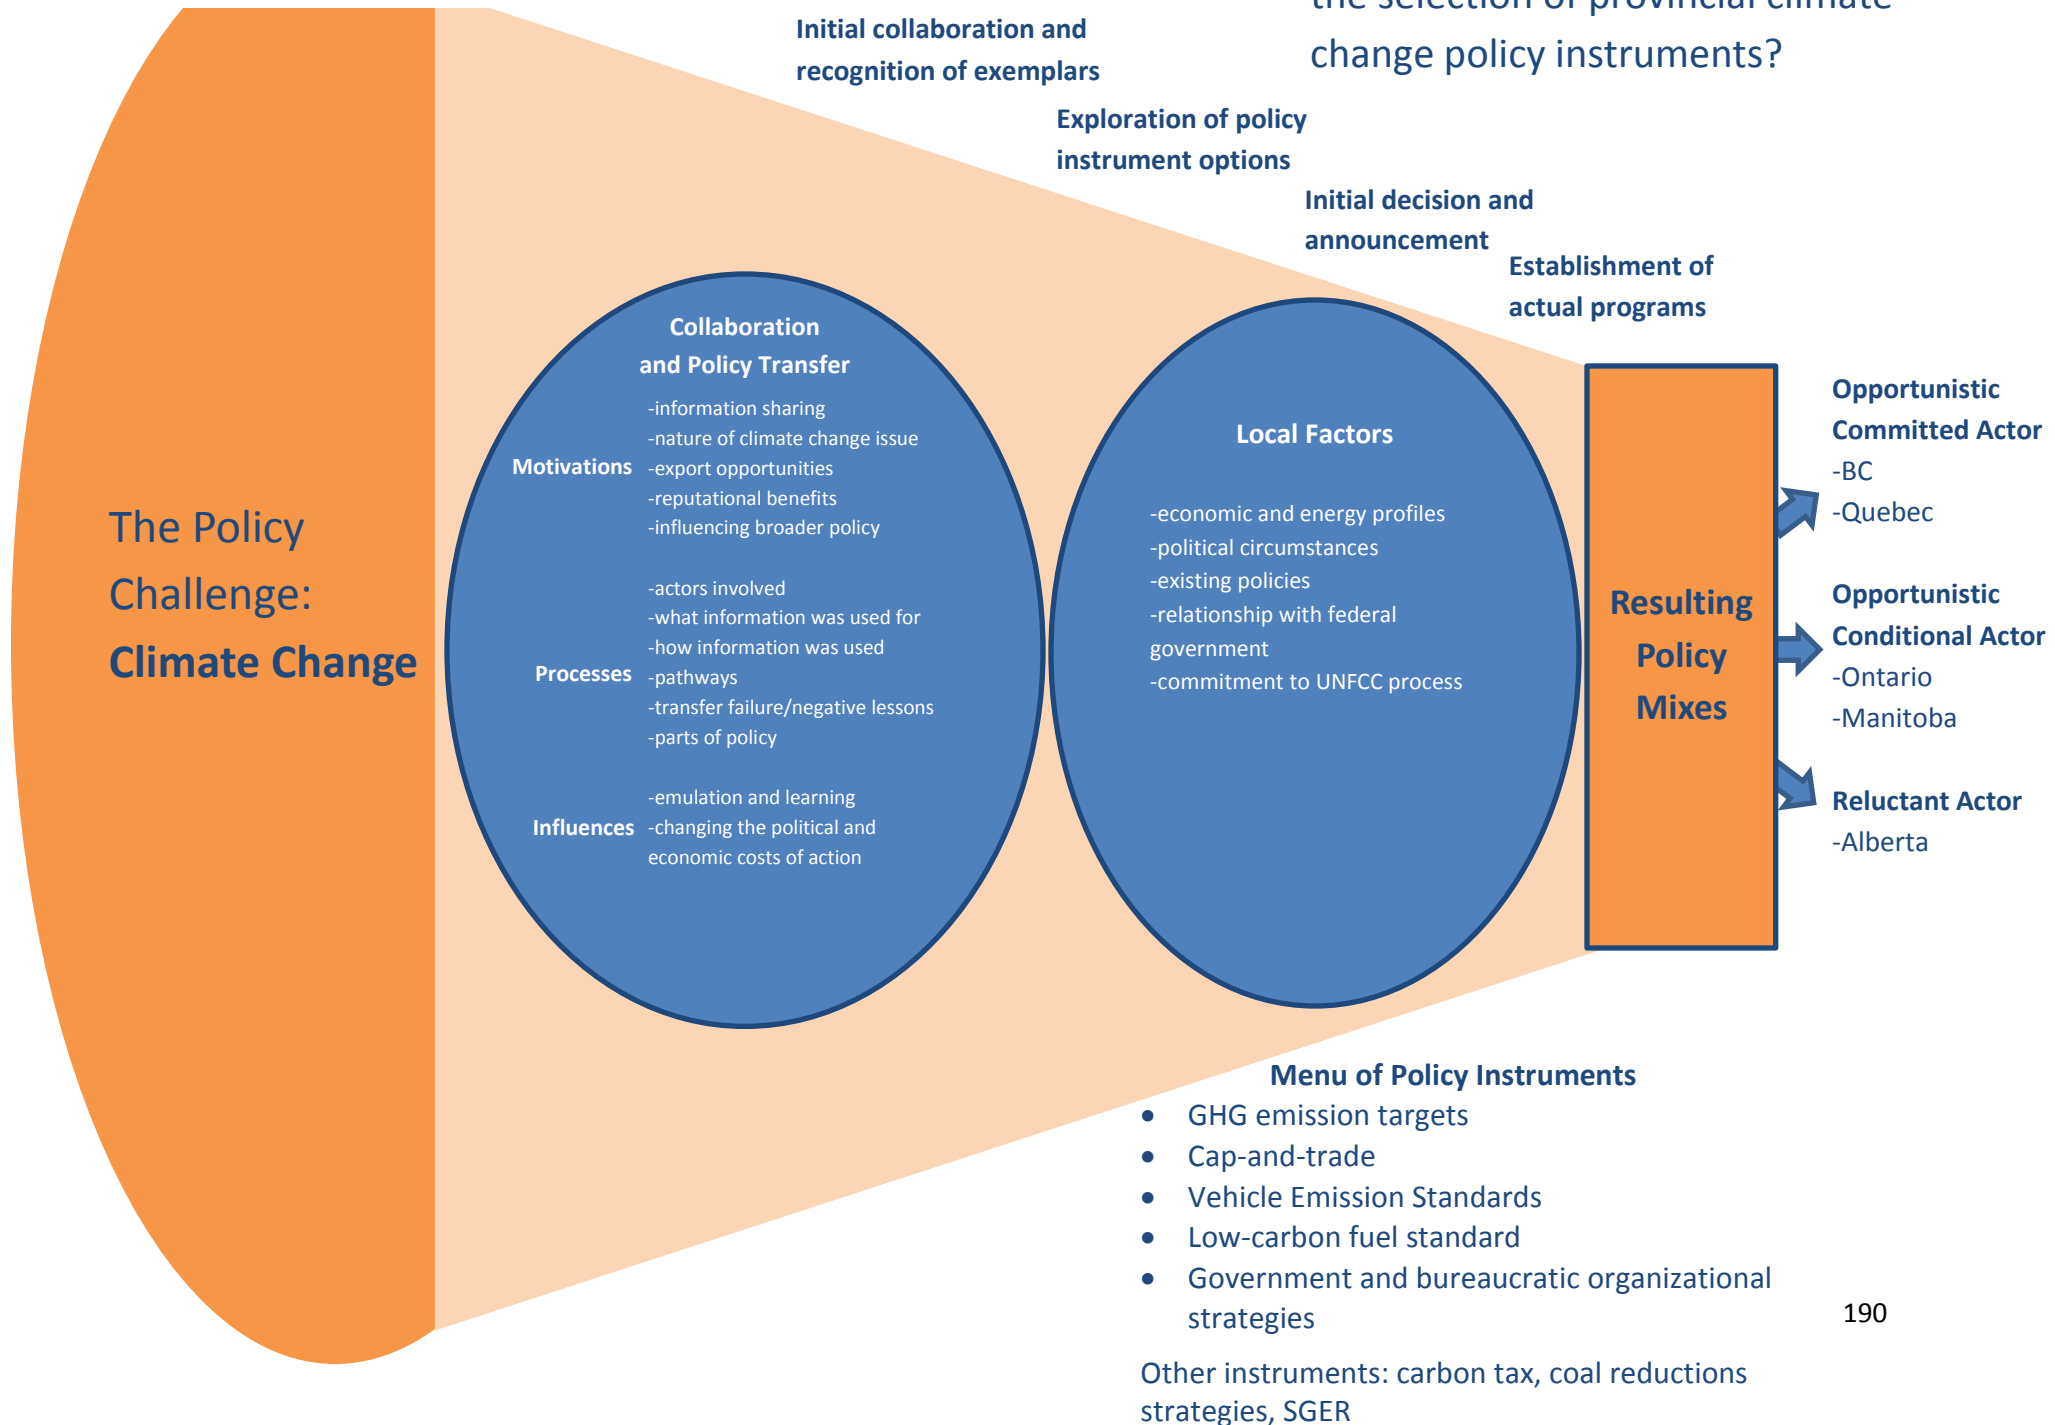 the selection of provincial climate
change policy instruments?
Initial collaboration and
recognition of exemplars
Exploration of policy
instrument options
Initial decision and
announcement
Establishment of
actual programs
The Policy
Challenge:
Climate Change
Collaboration
and Policy Transfer
Motivations
-information sharing
-nature of climate change issue
-export opportunities
-reputational benefits
-influencing broader policy
Processes
-actors involved
-what information was used for
-how information was used
-pathways
-transfer failure/negative lessons
-parts of policy
Influences
-emulation and learning
-changing the political and
economic costs of action
Local Factors
-economic and energy profiles
-political circumstances
-existing policies
-relationship with federal
government
-commitment to UNFCC process
Resulting
Policy
Mixes
Opportunistic
Committed Actor
-BC
-Quebec
Opportunistic
Conditional Actor
-Ontario
-Manitoba
Reluctant Actor
-Alberta
Menu of Policy Instruments
• GHG emission targets
• Cap-and-trade
• Vehicle Emission Standards
• Low-carbon fuel standard
• Government and bureaucratic organizational
strategies
Other instruments: carbon tax, coal reductions
strategies, SGER
190